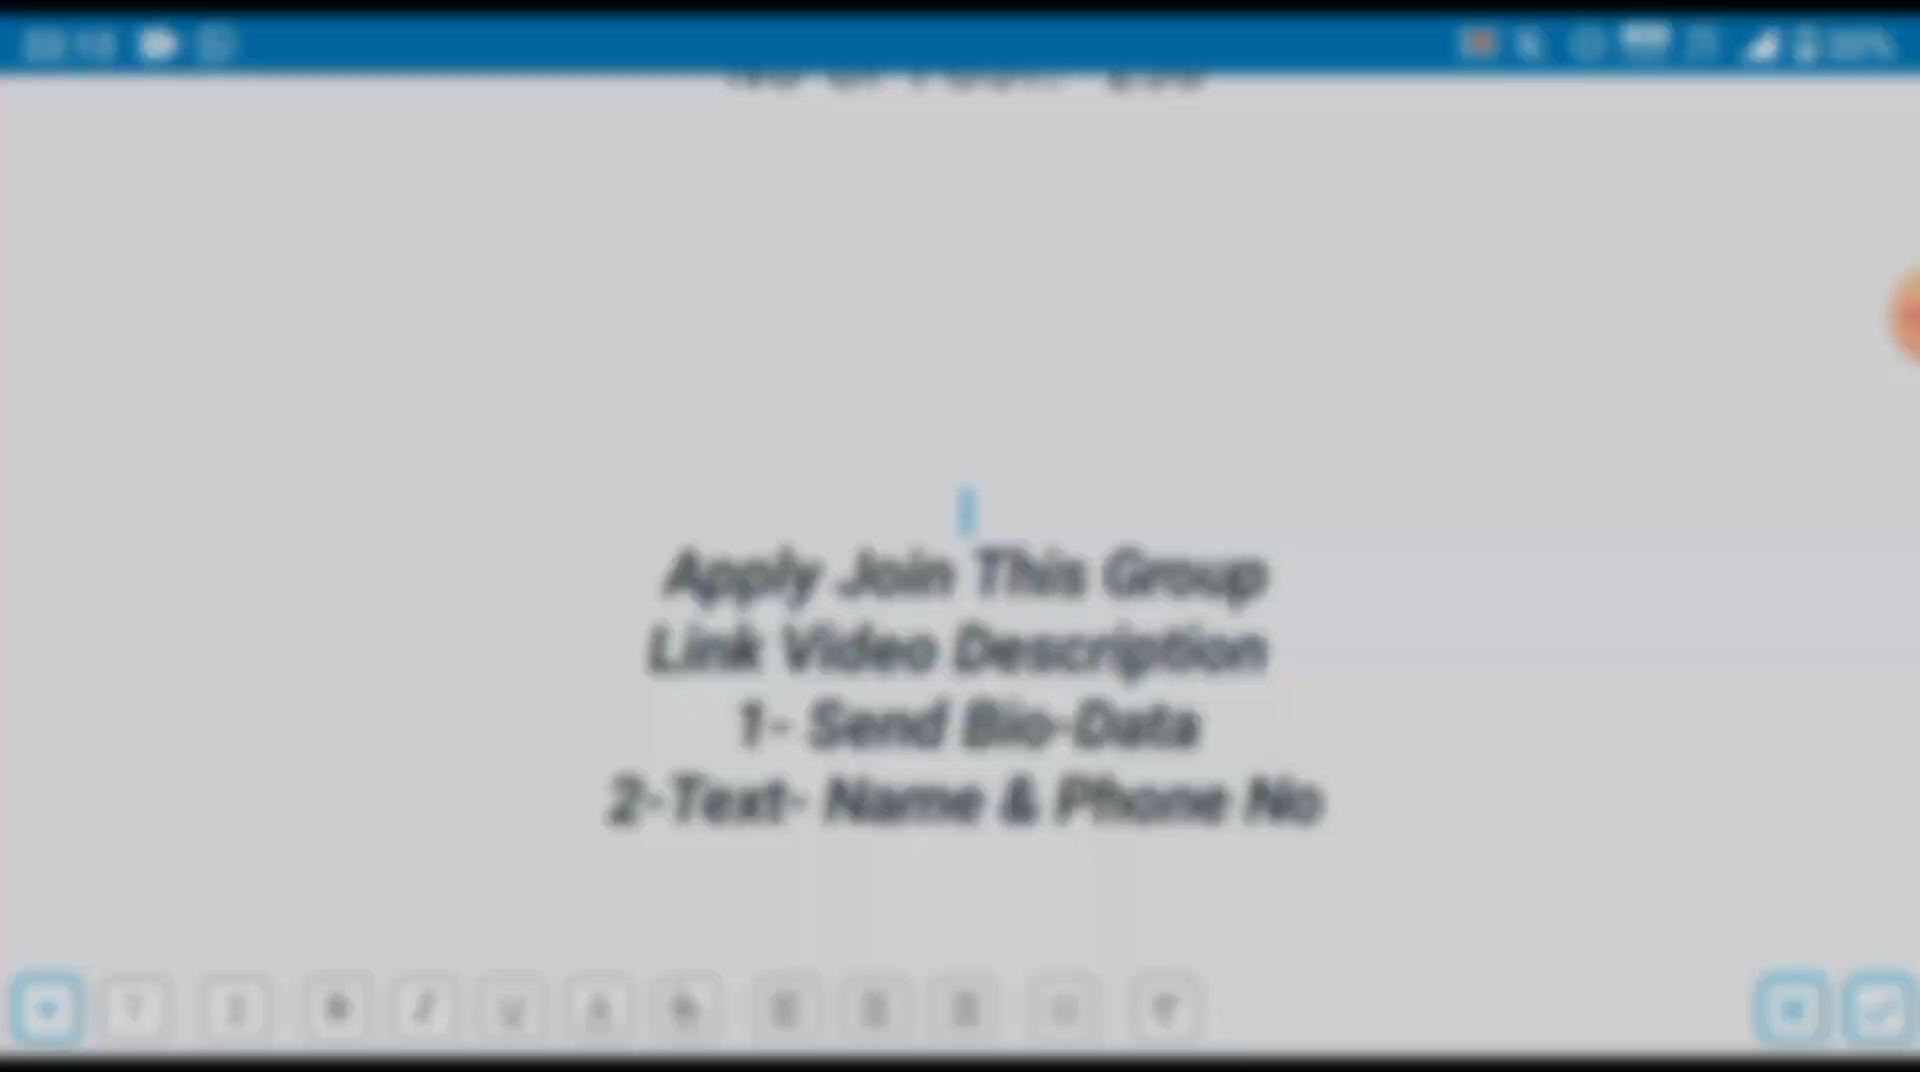 Apply Join This Group
Link Video Description
1- Send Bio-Data
2-Text- Name & Phone No